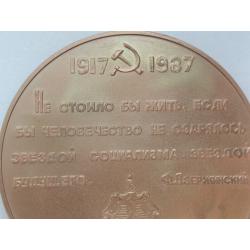 1917 1987
Не стоило бы жить, если
бы человечество не озарялось
звездой социализма, звездой
будущего. Ф. Дзержинский